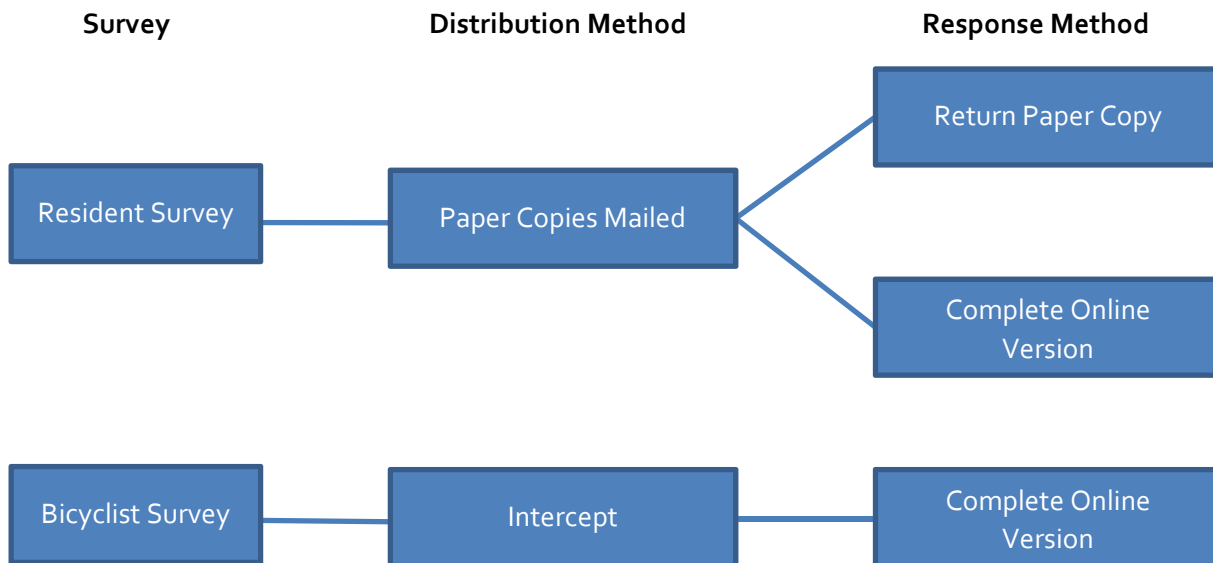 Survey
Distribution Method
Response Method
Return Paper Copy
Resident Survey
Paper Copies Mailed
Complete Online
Version
Bicyclist Survey
Intercept
Complete Online
Version